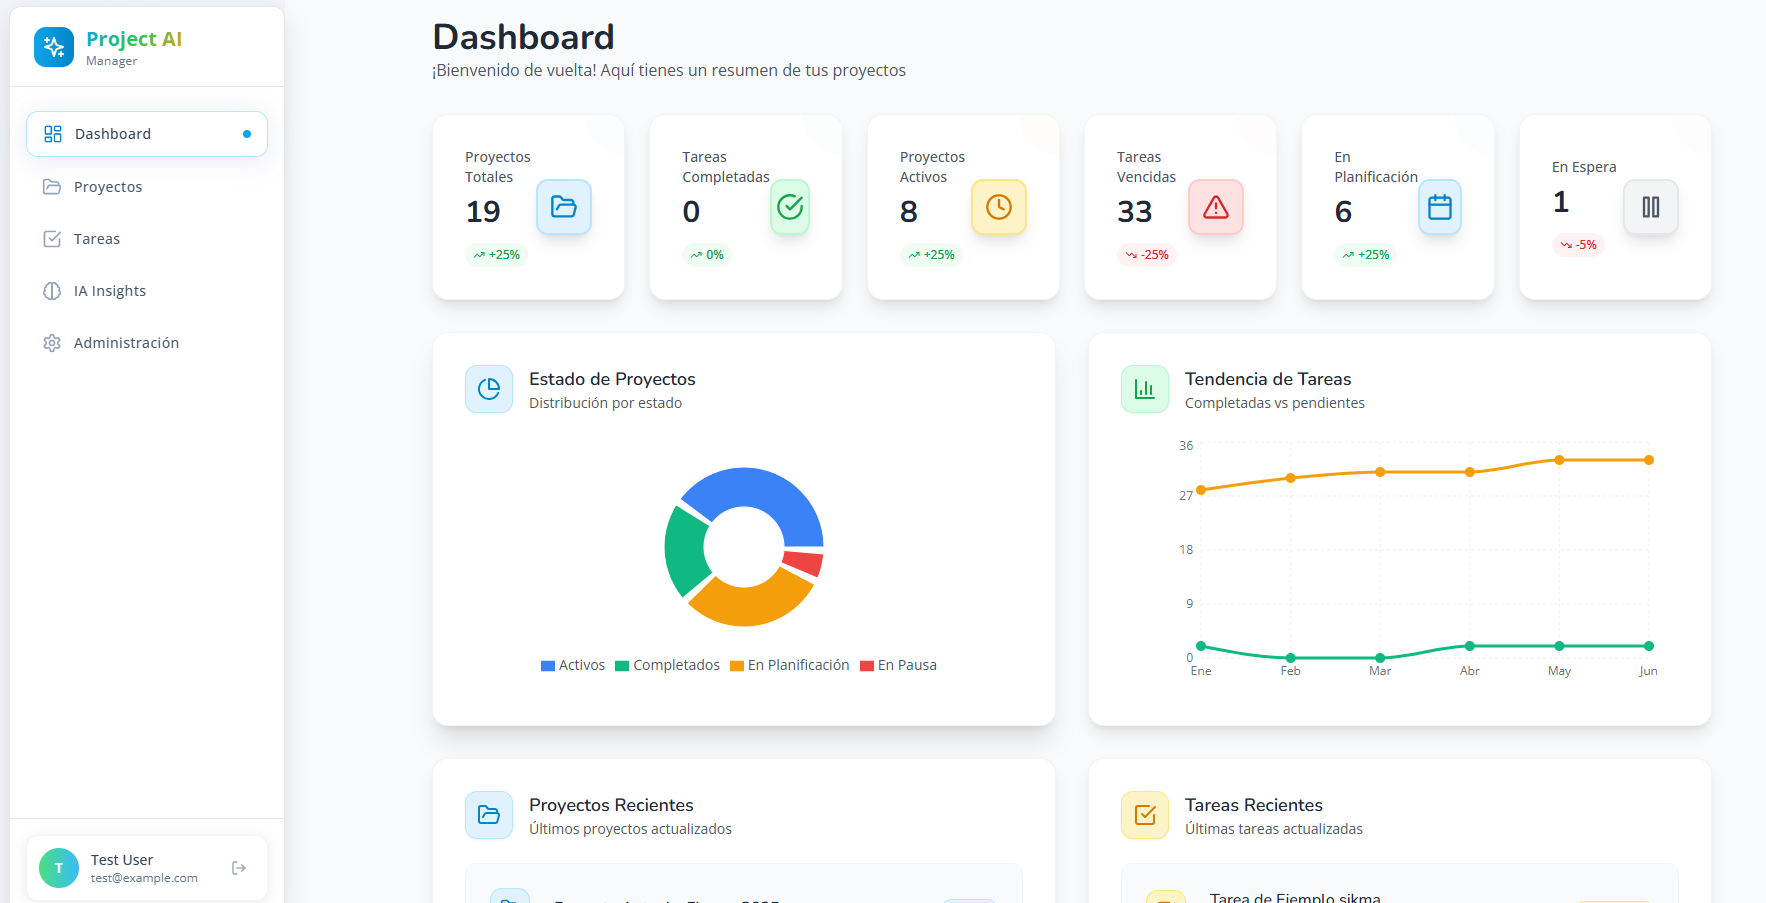 Project AI
Manager
Dashboard
Proyectos
Tareas
IA Insights
Administración
T
Test User
test@example.com
Dashboard
¡Bienvenido de vuelta! Aquí tienes un resumen de tus proyectos
Proyectos
Totales
19
+25%
Tareas
Completadas
0
0%
Proyectos
Activos
8
+25%
Tareas
Vencidas
33
-25%
En
Planificación
6
+25%
En Espera
1
-5%
Estado de Proyectos
Distribución por estado
Activos Completados En Planificación En Pausa
Tendencia de Tareas
Completadas vs pendientes
36
27
18
9
0
Ene Feb Mar Abr May Jun
Proyectos Recientes
Últimos proyectos actualizados
Tareas Recientes
Últimas tareas actualizadas
Tarea de Ejemplo sikma